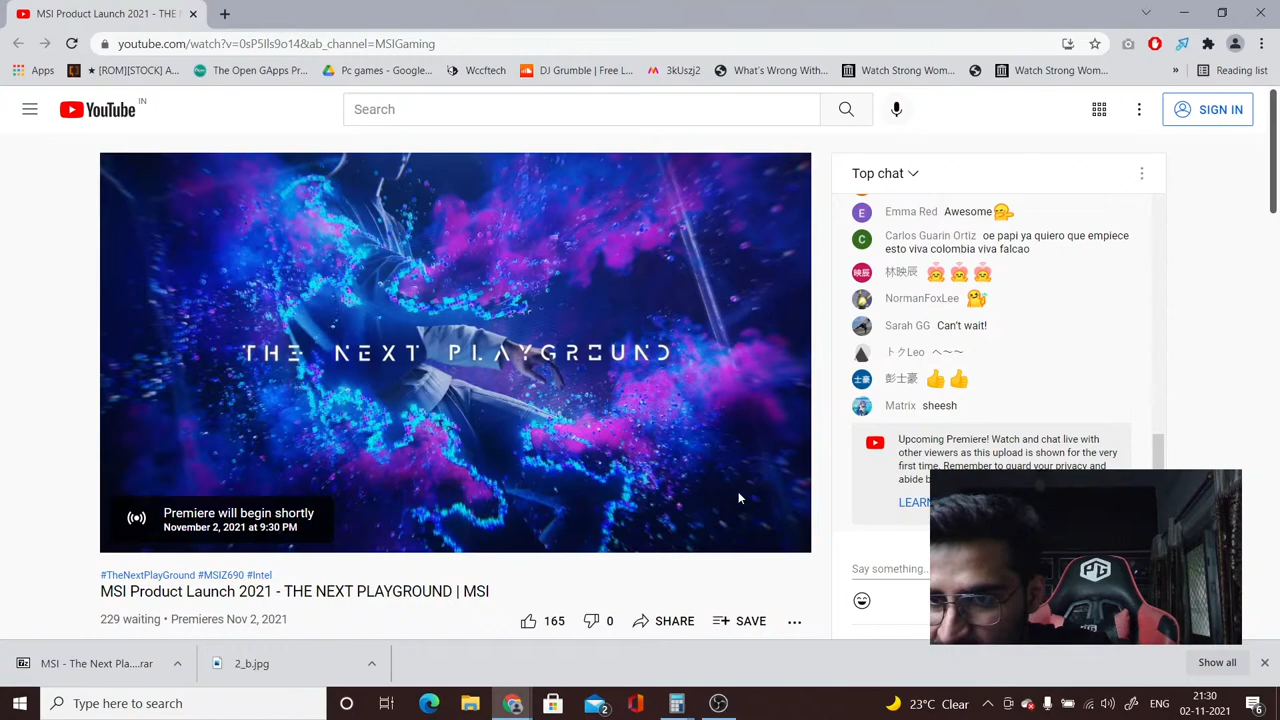 MSI Product Launch 2021 - THE N
youtube.com/watch?v=0sP5Ils9o14&ab_channel=MSIGaming
Apps
★ [ROM][STOCK] A...
The Open GApps Pr...
Pc games - Google...
Wccftech
DJ Grumble | Free L...
3kUszj2
What's Wrong With...
Watch Strong Wom...
Watch Strong Wom...
»
Reading list
YouTube IN
Search
SIGN IN
THE NEXT PLAYGROUND
Premiere will begin shortly
November 2, 2021 at 9:30 PM
Top chat
E Emma Red Awesome
C Carlos Guarin Ortiz oe papi ya quiero que empiece
esto viva colombia viva falcao
映辰 林映辰
NormanFoxLee
Sarah GG Can't wait!
トクLeo へ～～
士豪 彭士豪
Matrix sheesh
Upcoming Premiere! Watch and chat live with
other viewers as this upload is shown for the very
first time. Remember to guard your privacy and
abide b
LEARN
Say something...
#TheNextPlayGround #MSIZ690 #Intel
MSI Product Launch 2021 - THE NEXT PLAYGROUND | MSI
229 waiting • Premieres Nov 2, 2021
165
0
SHARE
SAVE
MSI - The Next Pla....rar
2_b.jpg
Show all
Type here to search
2
23°C Clear
ENG
21:30
02-11-2021
6